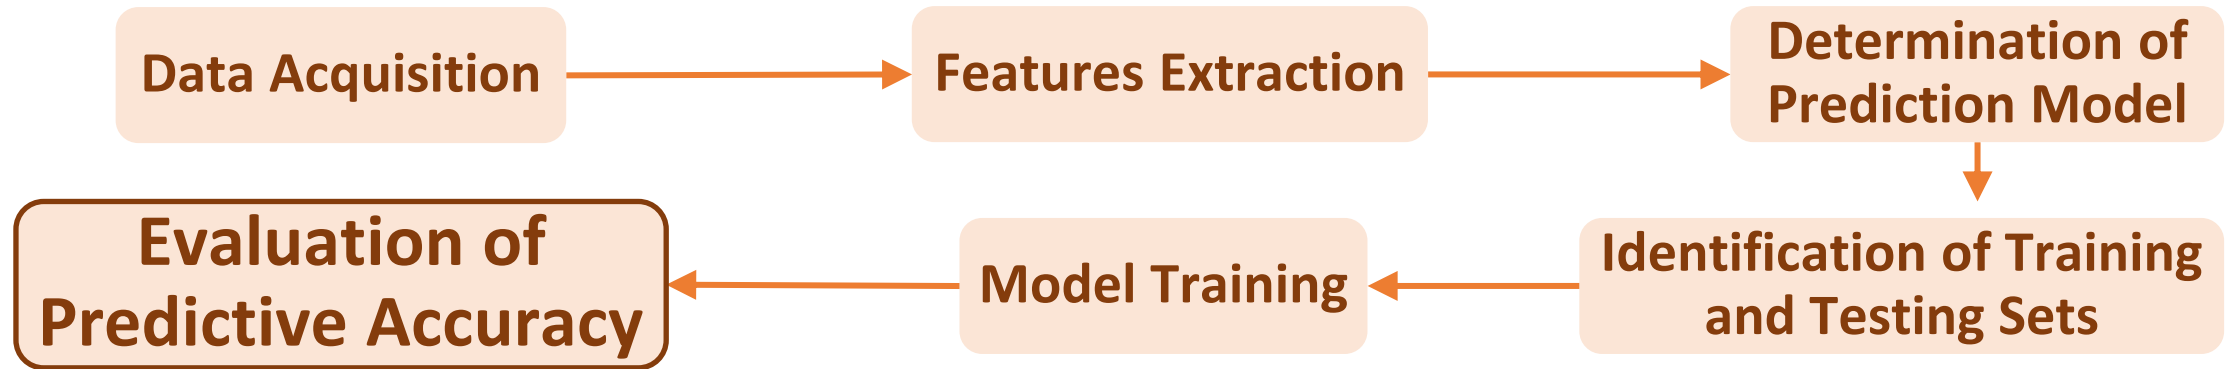 Data Acquisition
Features Extraction
Determination of
Prediction Model
Identification of Training
and Testing Sets
Model Training
Evaluation of
Predictive Accuracy